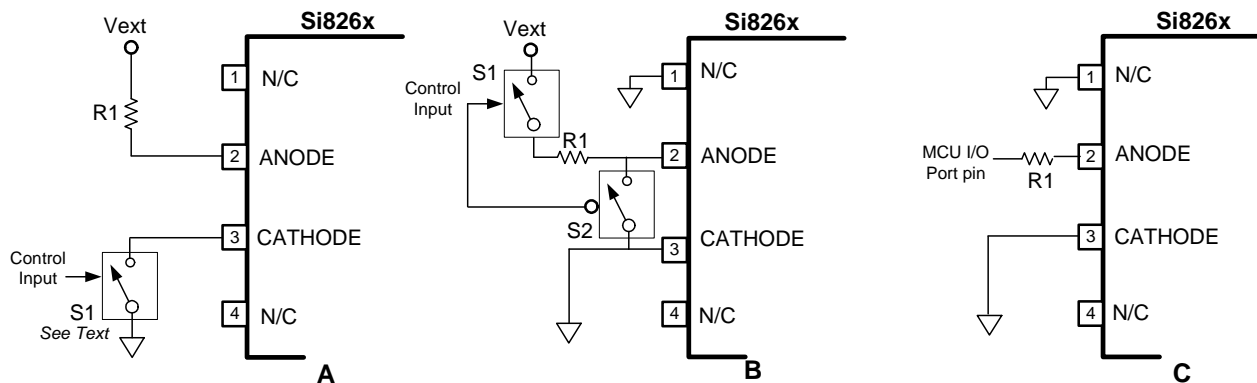 Si826x
Vext
1 N/C
R1
2 ANODE
3 CATHODE
Control
Input
S1
See Text
4 N/C
A
Si826x
Vext
S1
Control
Input
1 N/C
R1
2 ANODE
S2
3 CATHODE
4 N/C
B
Si826x
1 N/C
MCU I/O
Port pin
R1
2 ANODE
3 CATHODE
4 N/C
C